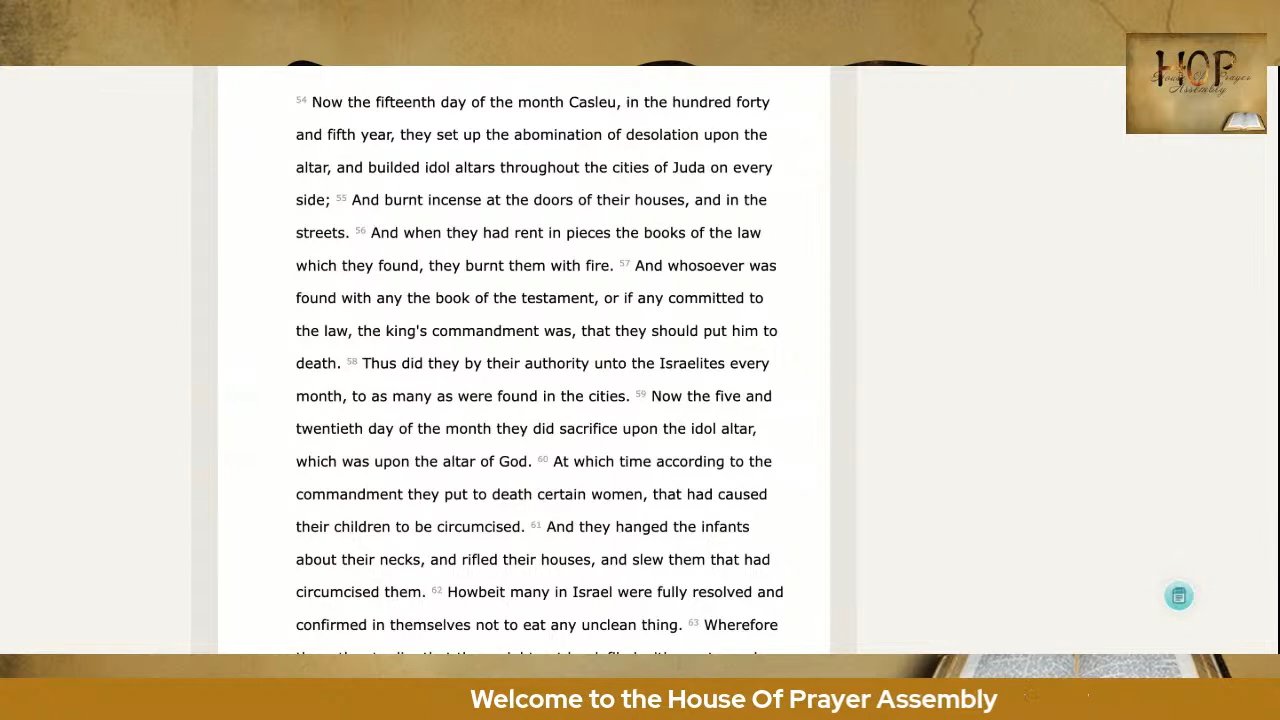 HOP
House Of Prayer
Assembly
54 Now the fifteenth day of the month Casleu, in the hundred forty
and fifth year, they set up the abomination of desolation upon the
altar, and builded idol altars throughout the cities of Juda on every
side; 55 And burnt incense at the doors of their houses, and in the
streets. 56 And when they had rent in pieces the books of the law
which they found, they burnt them with fire. 57 And whosoever was
found with any the book of the testament, or if any committed to
the law, the king's commandment was, that they should put him to
death. 58 Thus did they by their authority unto the Israelites every
month, to as many as were found in the cities. 59 Now the five and
twentieth day of the month they did sacrifice upon the idol altar,
which was upon the altar of God. 60 At which time according to the
commandment they put to death certain women, that had caused
their children to be circumcised. 61 And they hanged the infants
about their necks, and rifled their houses, and slew them that had
circumcised them. 62 Howbeit many in Israel were fully resolved and
confirmed in themselves not to eat any unclean thing. 63 Wherefore
Welcome to the House Of Prayer Assembly